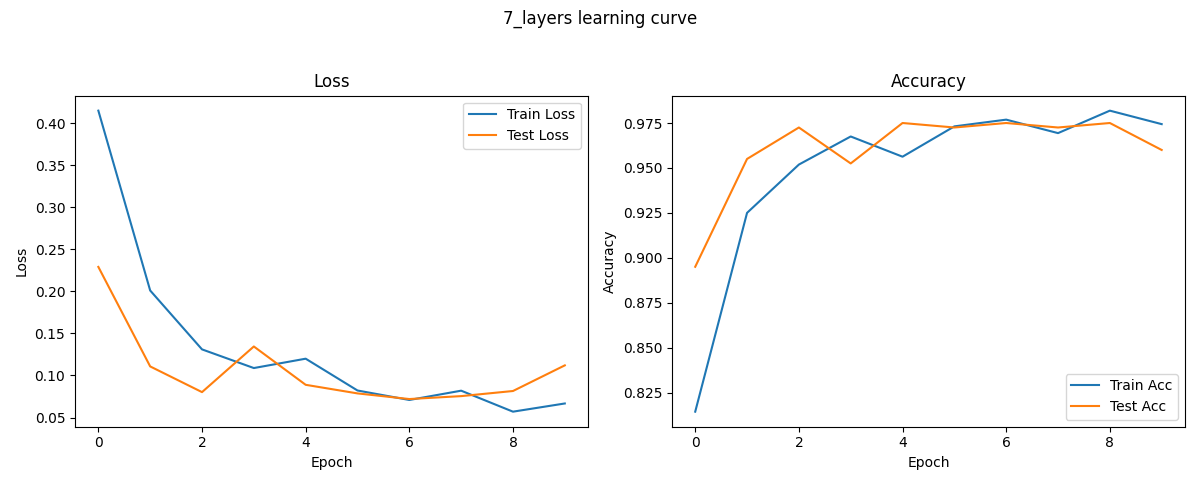 7_layers learning curve
Loss
Train Loss
Test Loss
0.40
0.35
0.30
0.25
0.20
0.15
0.10
0.05
Loss
0 2 4 6 8
Epoch
Accuracy
0.975
0.950
0.925
0.900
0.875
0.850
0.825
Accuracy
Train Acc
Test Acc
0 2 4 6 8
Epoch